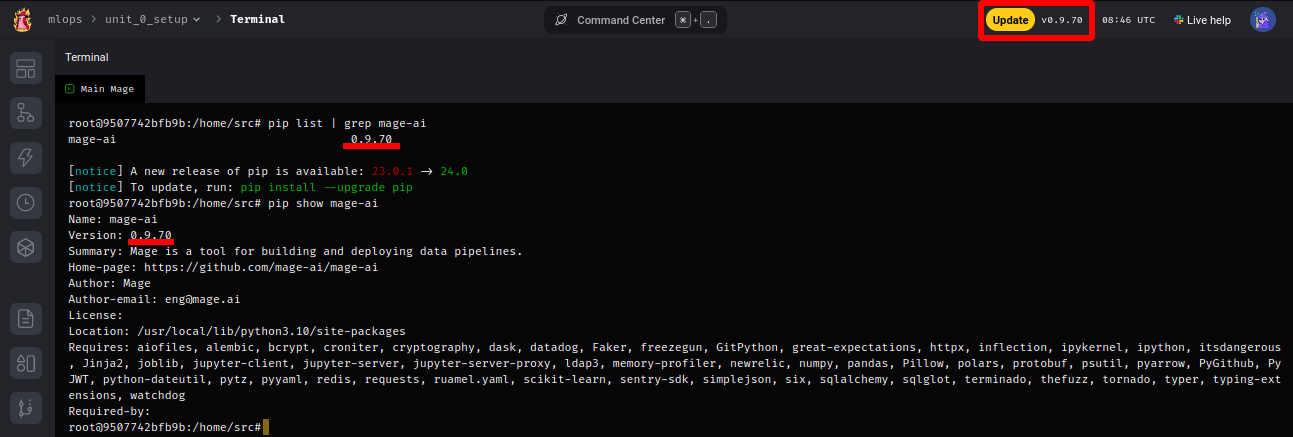 mlops > unit_0_setup > Terminal
Command Center ⌘ + .
Update v0.9.70 08:46 UTC Live help
Terminal
Main Mage
root@9507742bfb9b:/home/src# pip list | grep mage-ai
mage-ai 0.9.70
[notice] A new release of pip is available: 23.0.1 -> 24.0
[notice] To update, run: pip install --upgrade pip
root@9507742bfb9b:/home/src# pip show mage-ai
Name: mage-ai
Version: 0.9.70
Summary: Mage is a tool for building and deploying data pipelines.
Home-page: https://github.com/mage-ai/mage-ai
Author: Mage
Author-email: eng@mage.ai
License:
Location: /usr/local/lib/python3.10/site-packages
Requires: aiofiles, alembic, bcrypt, croniter, cryptography, dask, datadog, Faker, freezegun, GitPython, great-expectations, httpx, inflection, ipykernel, ipython, itsdangerous
, Jinja2, joblib, jupyter-client, jupyter-server, jupyter-server-proxy, ldap3, memory-profiler, newrelic, numpy, pandas, Pillow, polars, protobuf, psutil, pyarrow, PyGithub, Py
JWT, python-dateutil, pytz, pyyaml, redis, requests, ruamel.yaml, scikit-learn, sentry-sdk, simplejson, six, sqlalchemy, sqlglot, terminado, thefuzz, tornado, typer, typing-ext
ensions, watchdog
Required-by:
root@9507742bfb9b:/home/src#